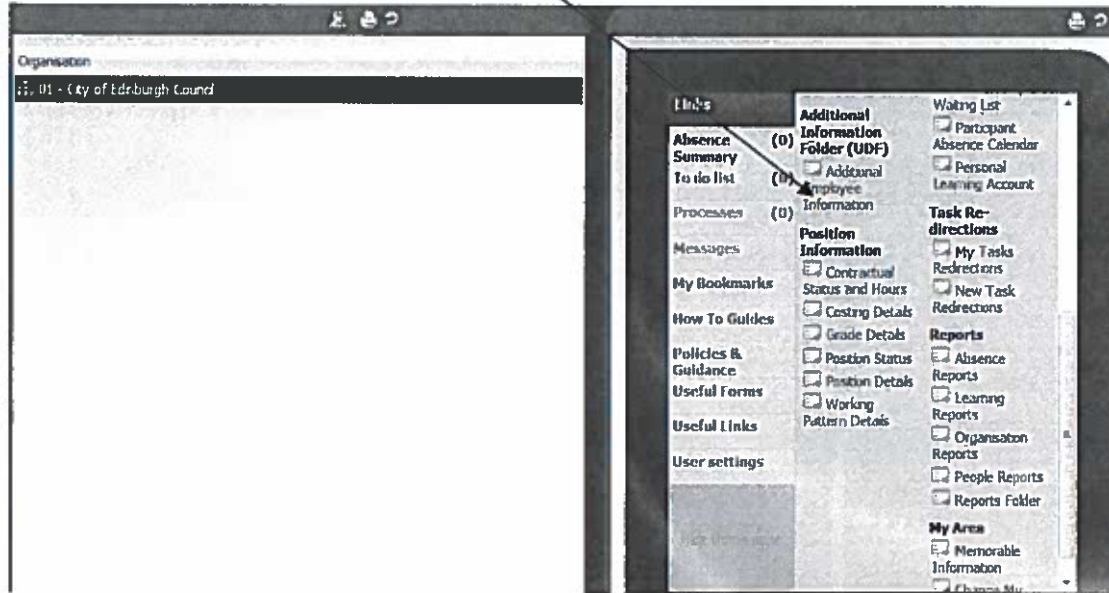 Organisation
01 - City of Edinburgh Council
Links
Absence Summary (0)
To do list (0)
Processes (0)
Messages
My Bookmarks
How To Guides
Policies & Guidance
Useful Forms
Useful Links
User settings
Additional
Information
Folder (UDF)
Additional
Employee
Information
Position
Information
Contractual
Status and Hours
Costing Details
Grade Details
Position Status
Position Details
Working
Pattern Details
Waiting List
Participant
Absence Calendar
Personal
Learning Account
Task Re-
directions
My Tasks
Redirections
New Task
Redirections
Reports
Absence
Reports
Learning
Reports
Organisation
Reports
People Reports
Reports Folder
My Area
Memorable
Information
Change My